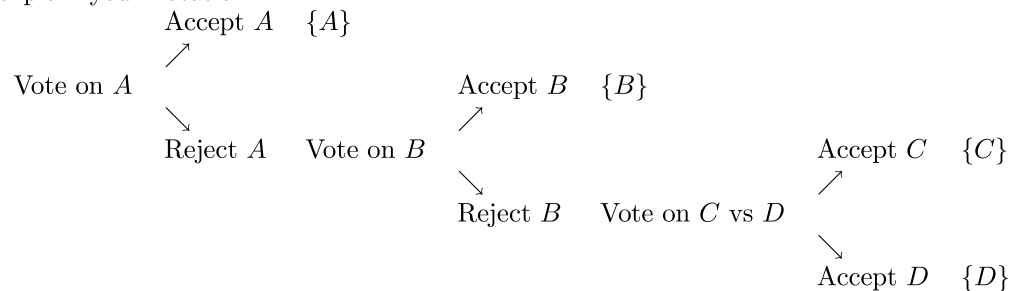 Accept A {A}
Vote on A Accept B {B}
Reject A Vote on B Accept C {C}
Reject B Vote on C vs D
Accept D {D}